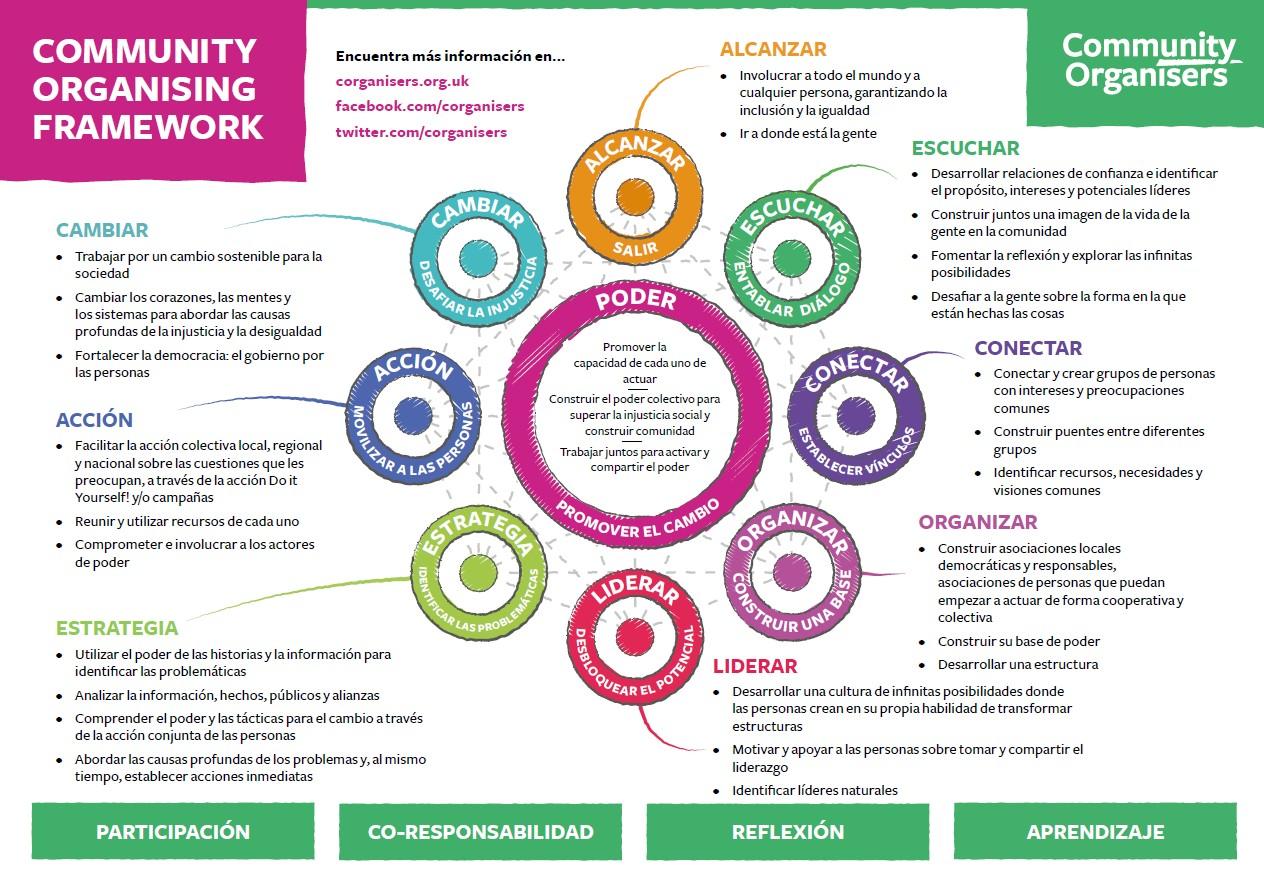 COMMUNITY
ORGANISING
FRAMEWORK
Encuentra más información en...
corganisers.org.uk
facebook.com/corganisers
twitter.com/corganisers
Community
Organisers
ALCANZAR
• Involucrar a todo el mundo y a
cualquier persona, garantizando la
inclusión y la igualdad
• Ir a donde está la gente
ESCUCHAR
• Desarrollar relaciones de confianza e identificar
el propósito, intereses y potenciales líderes
• Construir juntos una imagen de la vida de la
gente en la comunidad
• Fomentar la reflexión y explorar las infinitas
posibilidades
• Desafiar a la gente sobre la forma en la que
están hechas las cosas
CONECTAR
• Conectar y crear grupos de personas
con intereses y preocupaciones
comunes
• Construir puentes entre diferentes
grupos
• Identificar recursos, necesidades y
visiones comunes
ORGANIZAR
• Construir asociaciones locales
democráticas y responsables,
asociaciones de personas que puedan
empezar a actuar de forma cooperativa y
colectiva
• Construir su base de poder
• Desarrollar una estructura
LIDERAR
• Desarrollar una cultura de infinitas posibilidades donde
las personas crean en su propia habilidad de transformar
estructuras
• Motivar y apoyar a las personas sobre tomar y compartir el
liderazgo
• Identificar líderes naturales
ESTRATEGIA
• Utilizar el poder de las historias y la información para
identificar las problemáticas
• Analizar la información, hechos, públicos y alianzas
• Comprender el poder y las tácticas para el cambio a través
de la acción conjunta de las personas
• Abordar las causas profundas de los problemas y, al mismo
tiempo, establecer acciones inmediatas
ACCIÓN
• Facilitar la acción colectiva local, regional
y nacional sobre las cuestiones que les
preocupan, a través de la acción Do it
Yourself! y/o campañas
• Reunir y utilizar recursos de cada uno
• Comprometer e involucrar a los actores
de poder
CAMBIAR
• Trabajar por un cambio sostenible para la
sociedad
• Cambiar los corazones, las mentes y
los sistemas para abordar las causas
profundas de la injusticia y la desigualdad
• Fortalecer la democracia: el gobierno por
las personas
ALCANZAR
SALIR
ESCUCHAR
ENTABLAR DIÁLOGO
CONECTAR
ESTABLECER VÍNCULOS
ORGANIZAR
CONSTRUIR UNA BASE
LIDERAR
DESBLOQUEAR EL POTENCIAL
ESTRATEGIA
IDENTIFICAR LAS PROBLEMÁTICAS
ACCIÓN
MOVILIZAR A LAS PERSONAS
CAMBIAR
DESAFIAR LA INJUSTICIA
PODER
Promover la
capacidad de cada uno de
actuar
Construir el poder colectivo para
superar la injusticia social y
construir comunidad
Trabajar juntos para activar y
compartir el poder
PROMOVER EL CAMBIO
PARTICIPACIÓN
CO-RESPONSABILIDAD
REFLEXIÓN
APRENDIZAJE